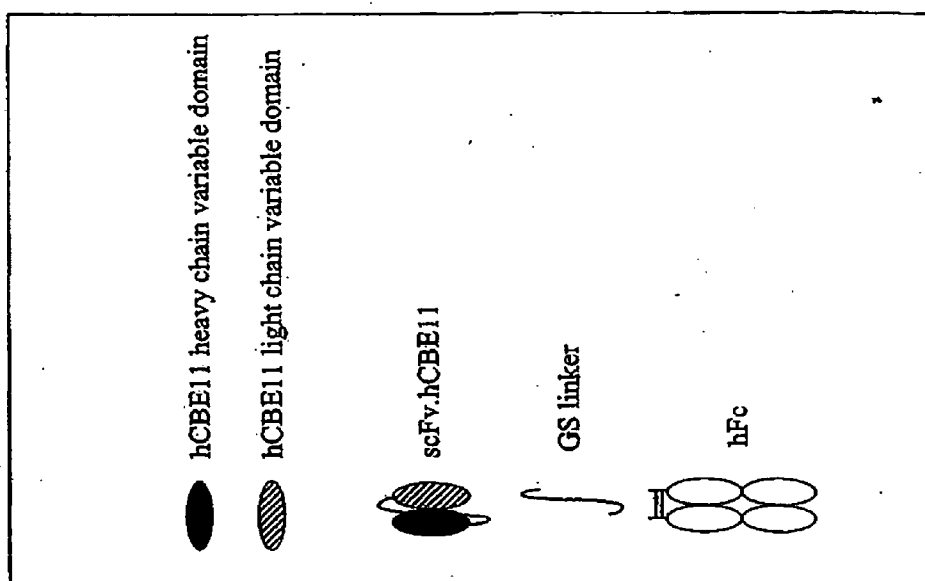 hCBE11 heavy chain variable domain
hCBE11 light chain variable domain
scFv.hCBE11
GS linker
hFc